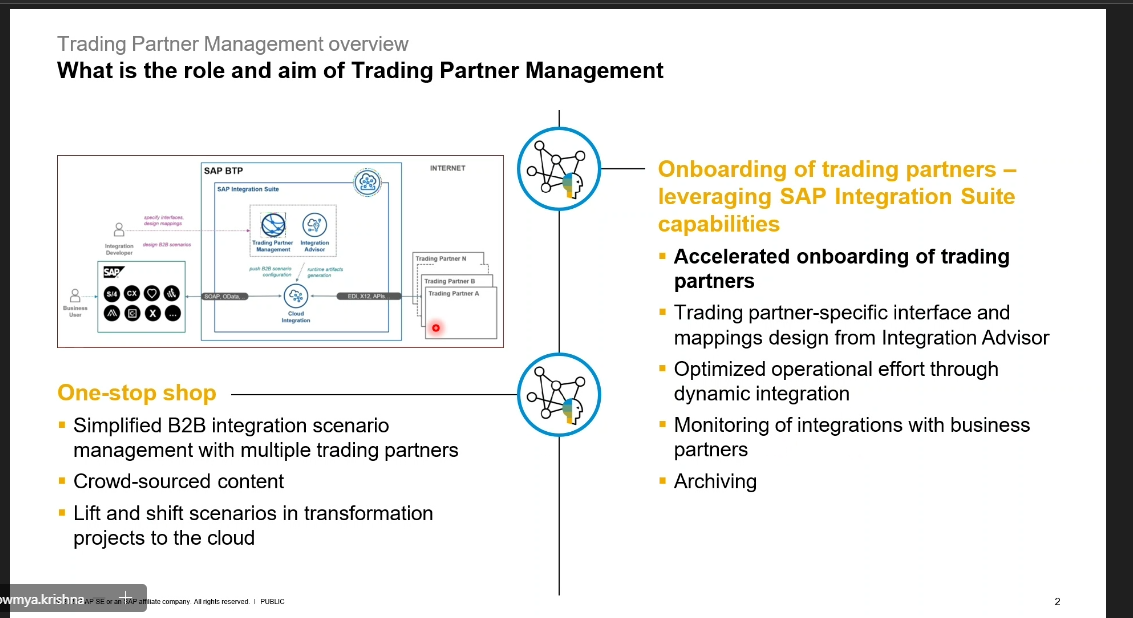 Trading Partner Management overview
What is the role and aim of Trading Partner Management
SAP BTP
INTERNET
SAP Integration Suite
specify interfaces,
design mappings
Integration
Developer
design B2B scenarios
Trading Partner
Management
Integration
Advisor
push B2B scenario
configuration
runtime artifacts
generation
SAP
S/4
CX
X
...
Business
User
SOAP, OData,
EDI, X12, APIs,
Cloud
Integration
Trading Partner N
Trading Partner B
Trading Partner A
One-stop shop
Simplified B2B integration scenario
management with multiple trading partners
Crowd-sourced content
Lift and shift scenarios in transformation
projects to the cloud
Onboarding of trading partners –
leveraging SAP Integration Suite
capabilities
Accelerated onboarding of trading
partners
Trading partner-specific interface and
mappings design from Integration Advisor
Optimized operational effort through
dynamic integration
Monitoring of integrations with business
partners
Archiving
owmya.krishna
SAP SE or an SAP affiliate company. All rights reserved. | PUBLIC
2